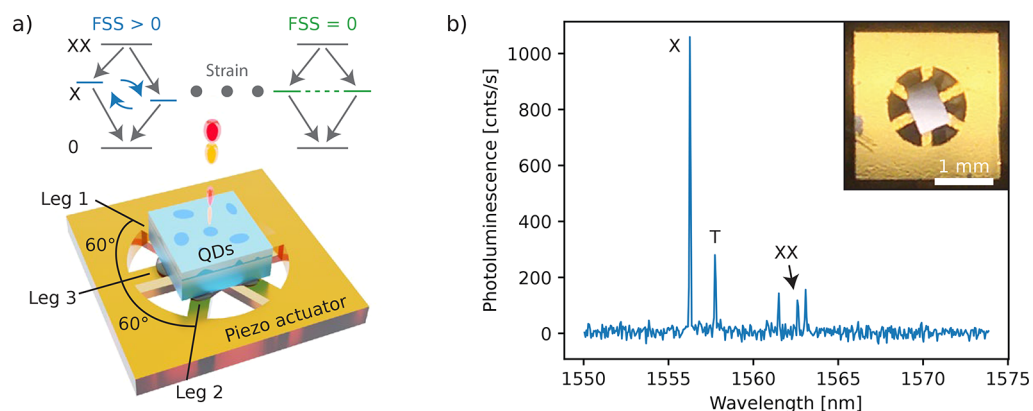 a)
FSS > 0
FSS = 0
XX
Strain
X
0
Leg 1
60°
QDs
Leg 3
60°
Piezo actuator
Leg 2
b)
Photoluminescence [cnts/s]
1000
800
600
400
200
0
X
T
XX
1 mm
1550
1555
1560
1565
1570
1575
Wavelength [nm]